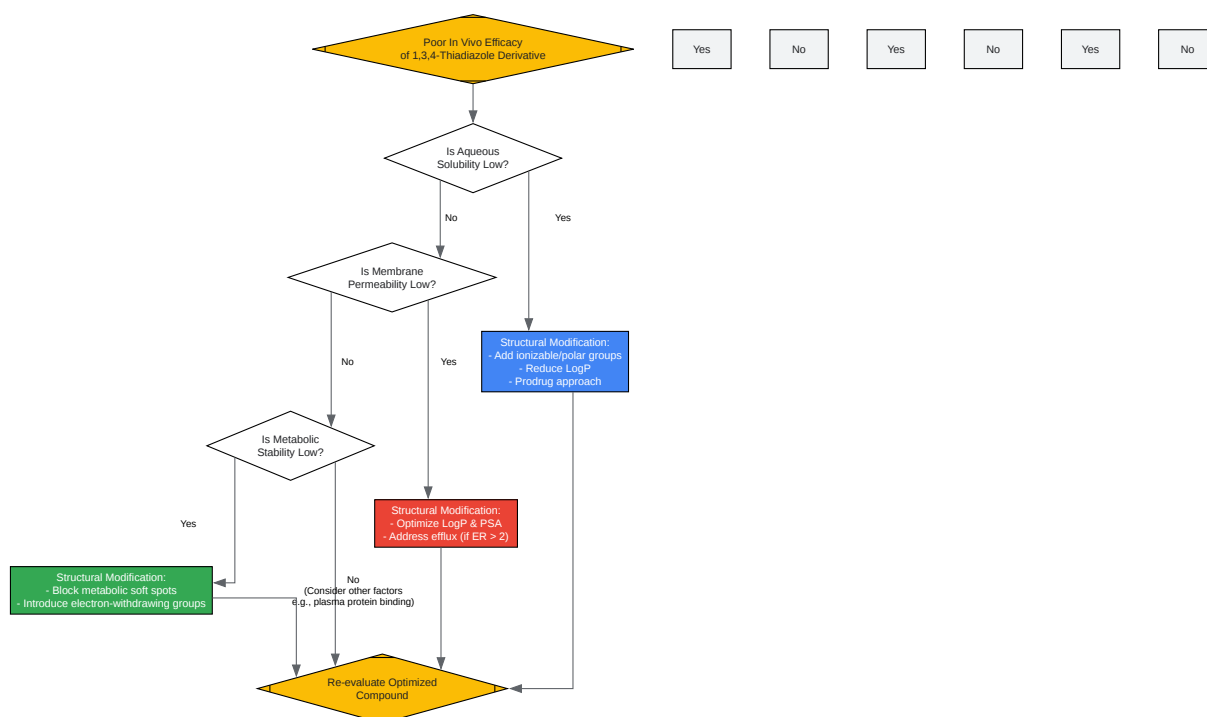 Poor In Vivo Efficacy
of 1,3,4-Thiadiazole Derivative
Yes
No
Yes
No
Yes
No
Is Aqueous
Solubility Low?
No
Yes
Is Membrane
Permeability Low?
Structural Modification:
- Add ionizable/polar groups
- Reduce LogP
- Prodrug approach
No
Yes
Is Metabolic
Stability Low?
Structural Modification:
- Optimize LogP & PSA
- Address efflux (if ER > 2)
Yes
Structural Modification:
- Block metabolic soft spots
- Introduce electron-withdrawing groups
No
(Consider other factors
e.g., plasma protein binding)
Re-evaluate Optimized
Compound